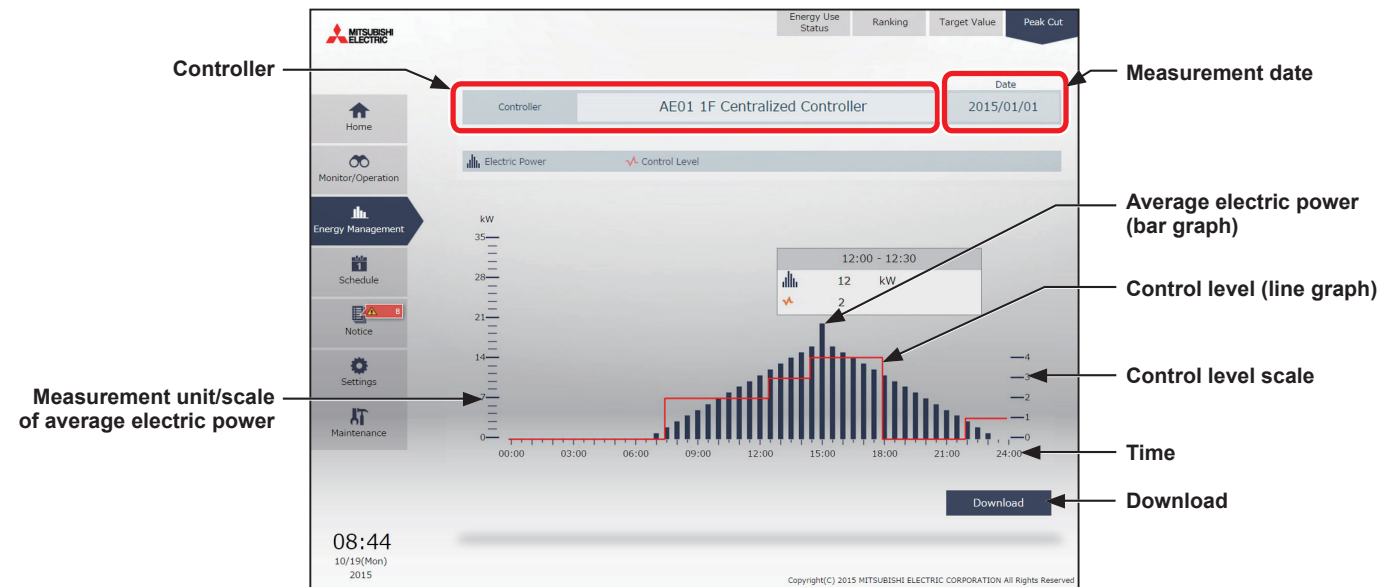 MITSUBISHI
ELECTRIC
Energy Use
Status
Ranking
Target Value
Peak Cut
Controller
Measurement date
Controller
AE01 1F Centralized Controller
Date
2015/01/01
Home
Monitor/Operation
Energy Management
Schedule
1
Notice
8
Settings
Maintenance
Electric Power
Control Level
kW
35
28
21
14
7
0
12:00 - 12:30
12 kW
2
4
3
2
1
0
00:00 03:00 06:00 09:00 12:00 15:00 18:00 21:00 24:00
Average electric power
(bar graph)
Control level (line graph)
Control level scale
Measurement unit/scale
of average electric power
Time
Download
Download
08:44
10/19(Mon)
2015
Copyright(C) 2015 MITSUBISHI ELECTRIC CORPORATION All Rights Reserved